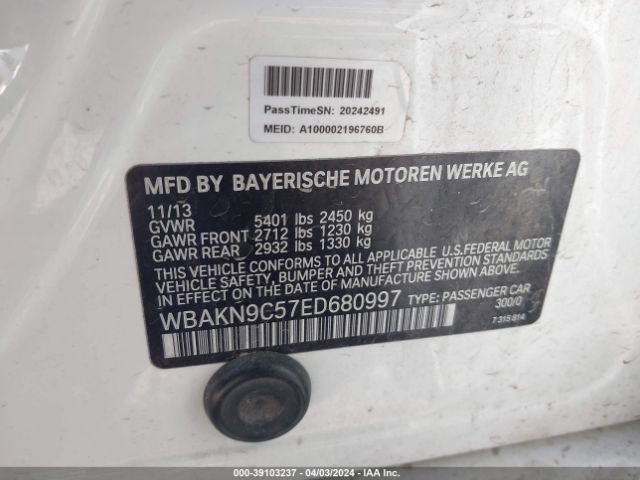 PassTimeSN: 20242491
MEID: A100002196760B
MFD BY BAYERISCHE MOTOREN WERKE AG
11/13
GVWR 5401 lbs 2450 kg
GAWR FRONT 2712 lbs 1230 kg
GAWR REAR 2932 lbs 1330 kg
THIS VEHICLE CONFORMS TO ALL APPLICABLE U.S.FEDERAL MOTOR
VEHICLE SAFETY, BUMPER AND THEFT PREVENTION STANDARDS
IN EFFECT ON THE DATE OF MANUFACTURE SHOWN ABOVE.
WBAKN9C57ED680997 TYPE: PASSENGER CAR
300/0
7 315 814
000-39103237 - 04/03/2024 - IAA Inc.